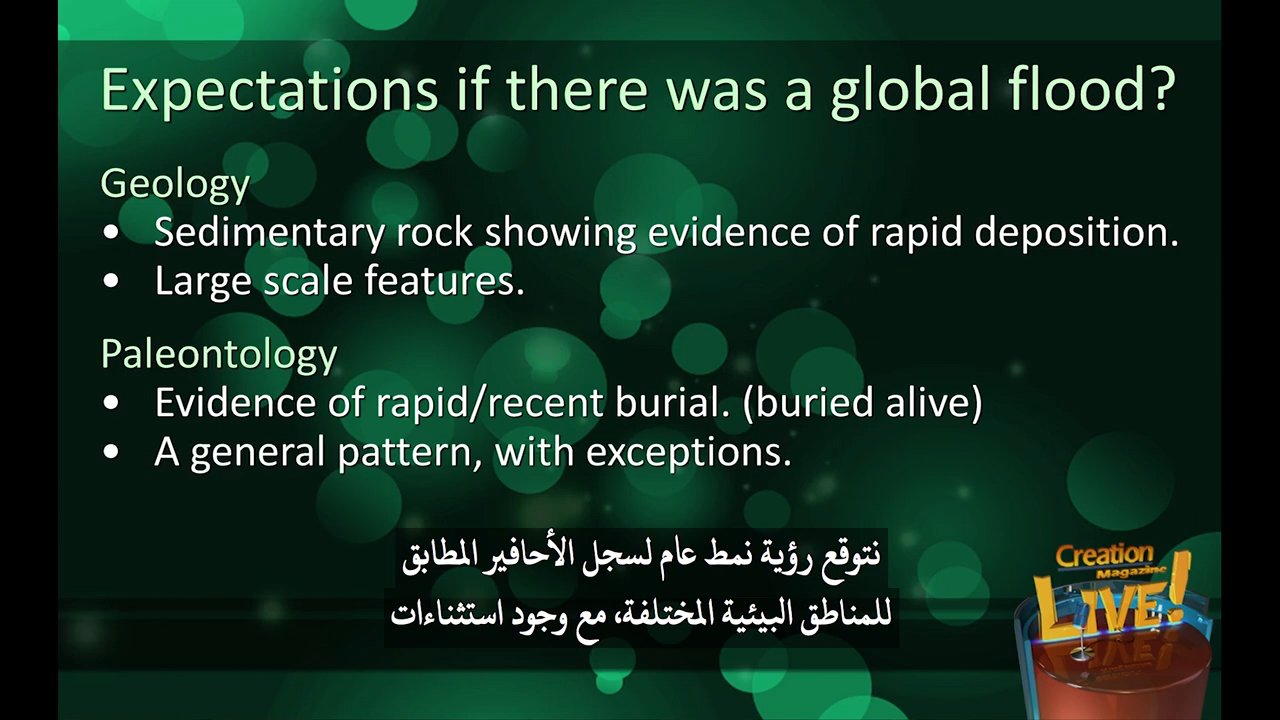 Expectations if there was a global flood?
Geology
• Sedimentary rock showing evidence of rapid deposition.
• Large scale features.
Paleontology
• Evidence of rapid/recent burial. (buried alive)
• A general pattern, with exceptions.
نتوقع رؤية نمط عام لسجل الأحافير المطابق
للمناطق البيئية المختلفة، مع وجود استثناءات
Creation
Magazine
LIVE!